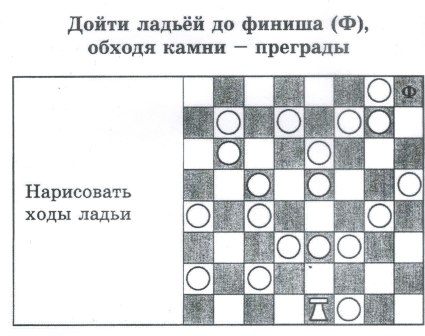 Дойти ладьёй до финиша (Ф),
обходя камни – преграды
Ф
Нарисовать
ходы ладьи